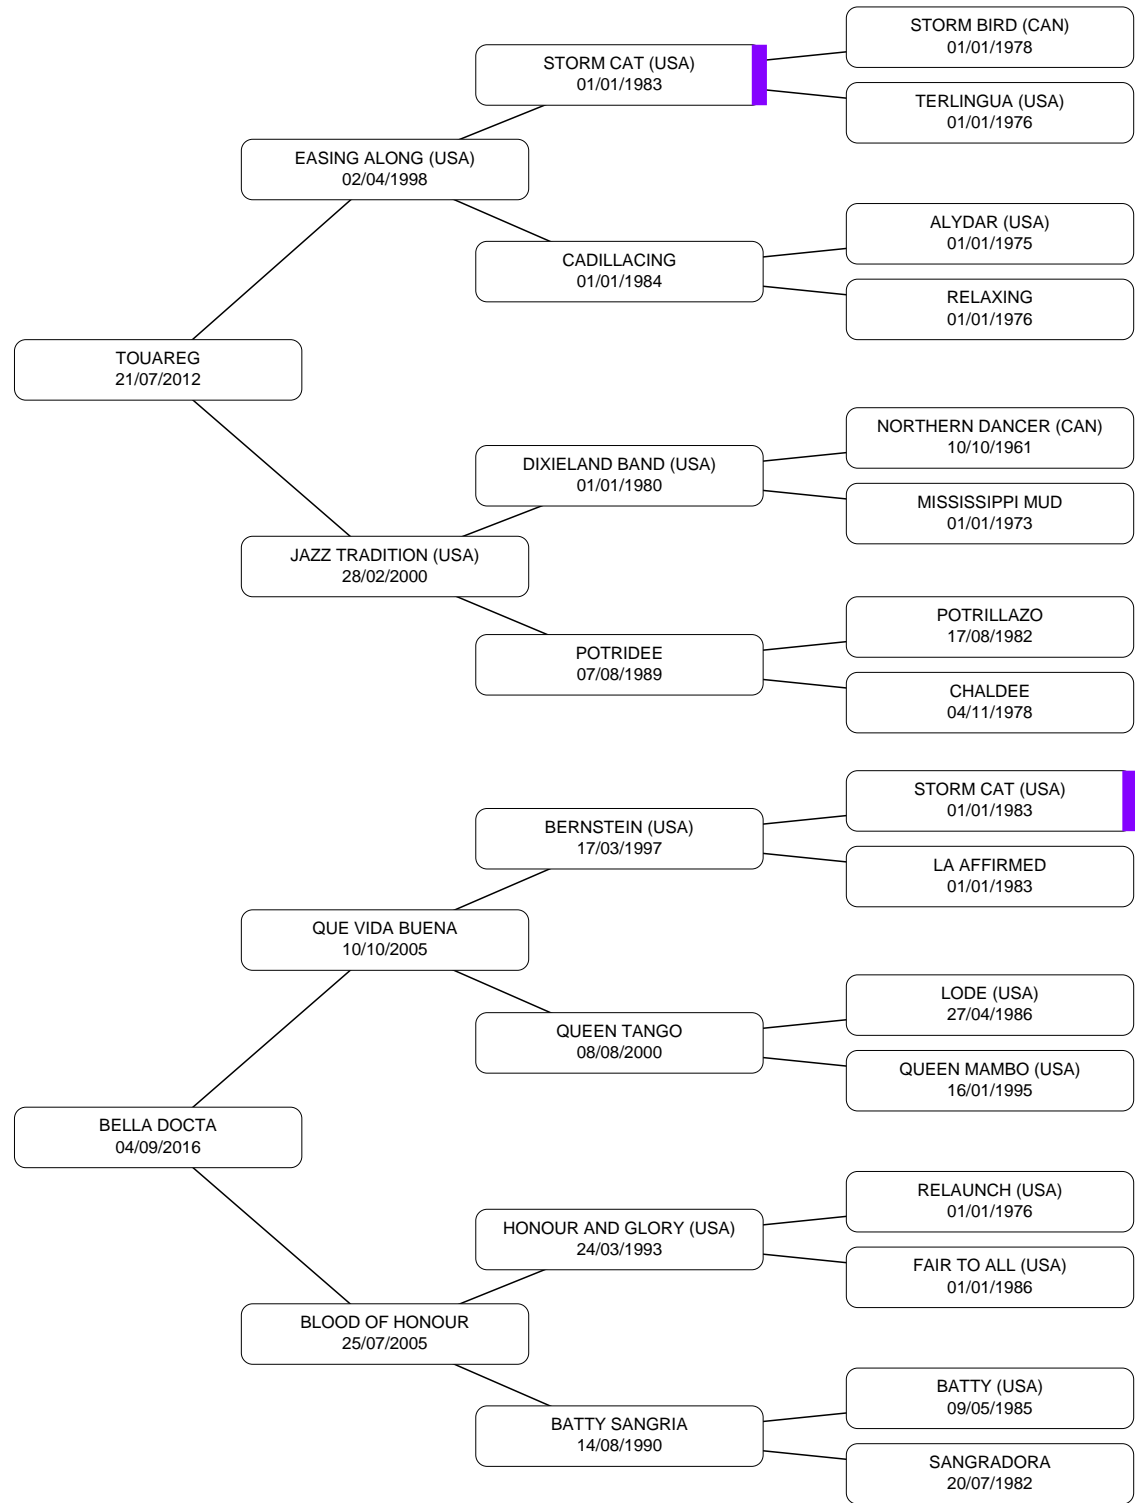 STORM BIRD (CAN)
01/01/1978
STORM CAT (USA)
01/01/1983
TERLINGUA (USA)
01/01/1976
EASING ALONG (USA)
02/04/1998
ALYDAR (USA)
01/01/1975
CADILLACING
01/01/1984
RELAXING
01/01/1976
TOUAREG
21/07/2012
NORTHERN DANCER (CAN)
10/10/1961
DIXIELAND BAND (USA)
01/01/1980
MISSISSIPPI MUD
01/01/1973
JAZZ TRADITION (USA)
28/02/2000
POTRILLAZO
17/08/1982
POTRIDEE
07/08/1989
CHALDEE
04/11/1978
STORM CAT (USA)
01/01/1983
BERNSTEIN (USA)
17/03/1997
LA AFFIRMED
01/01/1983
QUE VIDA BUENA
10/10/2005
LODE (USA)
27/04/1986
QUEEN TANGO
08/08/2000
QUEEN MAMBO (USA)
16/01/1995
BELLA DOCTA
04/09/2016
RELAUNCH (USA)
01/01/1976
HONOUR AND GLORY (USA)
24/03/1993
FAIR TO ALL (USA)
01/01/1986
BLOOD OF HONOUR
25/07/2005
BATTY (USA)
09/05/1985
BATTY SANGRIA
14/08/1990
SANGRADORA
20/07/1982